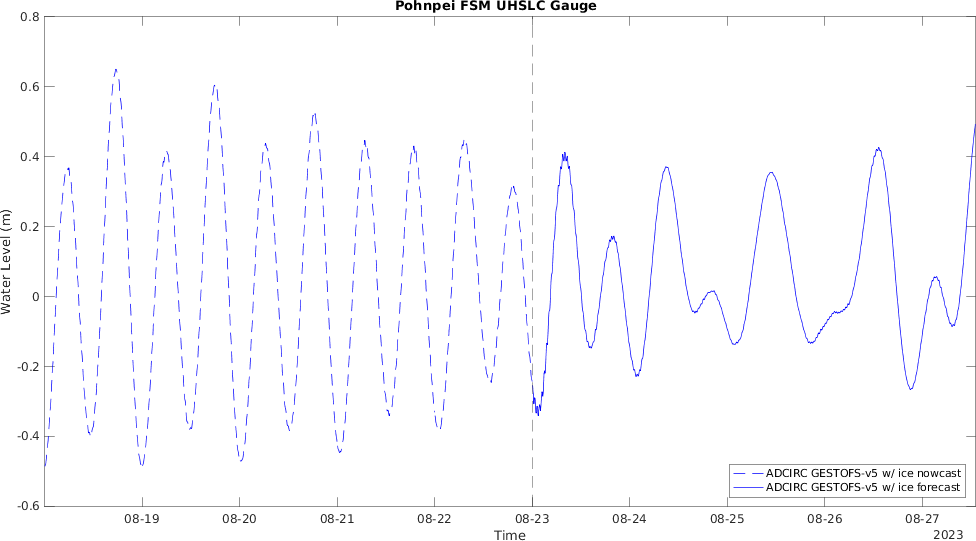 Pohnpei FSM UHSLC Gauge
Water Level (m)
0.8
0.6
0.4
0.2
0
-0.2
-0.4
-0.6
ADCIRC GESTOFS-v5 w/ ice nowcast
ADCIRC GESTOFS-v5 w/ ice forecast
08-19 08-20 08-21 08-22 08-23 08-24 08-25 08-26 08-27
Time
2023